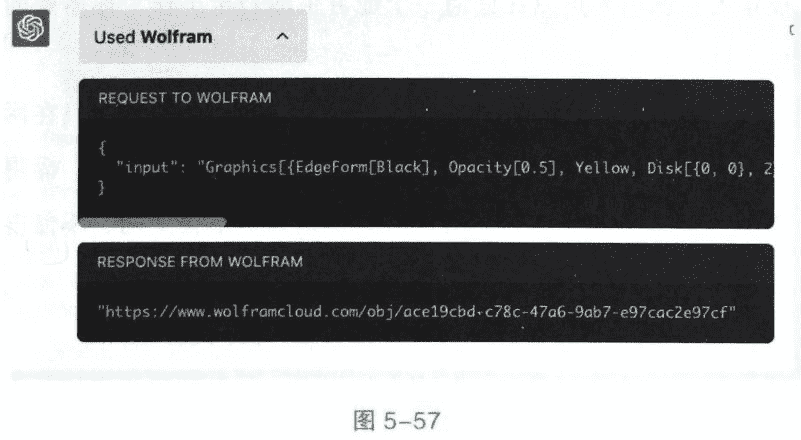 Used Wolfram
REQUEST TO WOLFRAM
{
"input": "Graphics[{EdgeForm[Black], Opacity[0.5], Yellow, Disk[{0, 0}, 2
}
RESPONSE FROM WOLFRAM
"https://www.wolframcloud.com/obj/ace19cbd-c78c-47a6-9ab7-e97cac2e97cf"
图 5-57